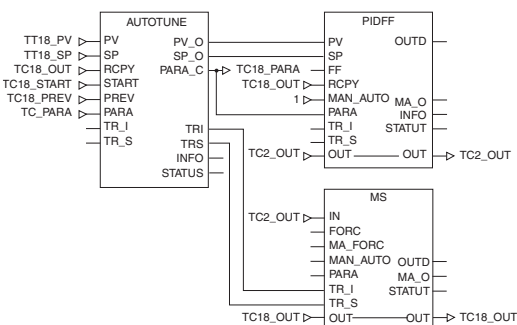 AUTOTUNE
TT18_PV PV PV_O
TT18_SP SP SP_O
TC18_OUT RCPY PARA_C TC18_PARA
TC18_START START
TC18_PREV PREV
TC_PARA PARA
TR_I TRI
TR_S TRS
INFO
STATUS
PIDFF
PV OUTD
SP
FF
TC18_OUT RCPY
1 MAN_AUTO MA_O
PARA INFO
TR_I STATUT
TR_S
TC2_OUT OUT OUT TC2_OUT
MS
TC2_OUT IN
FORC
MA_FORC
MAN_AUTO OUTD
PARA MA_O
TR_I STATUT
TR_S
TC18_OUT OUT OUT TC18_OUT